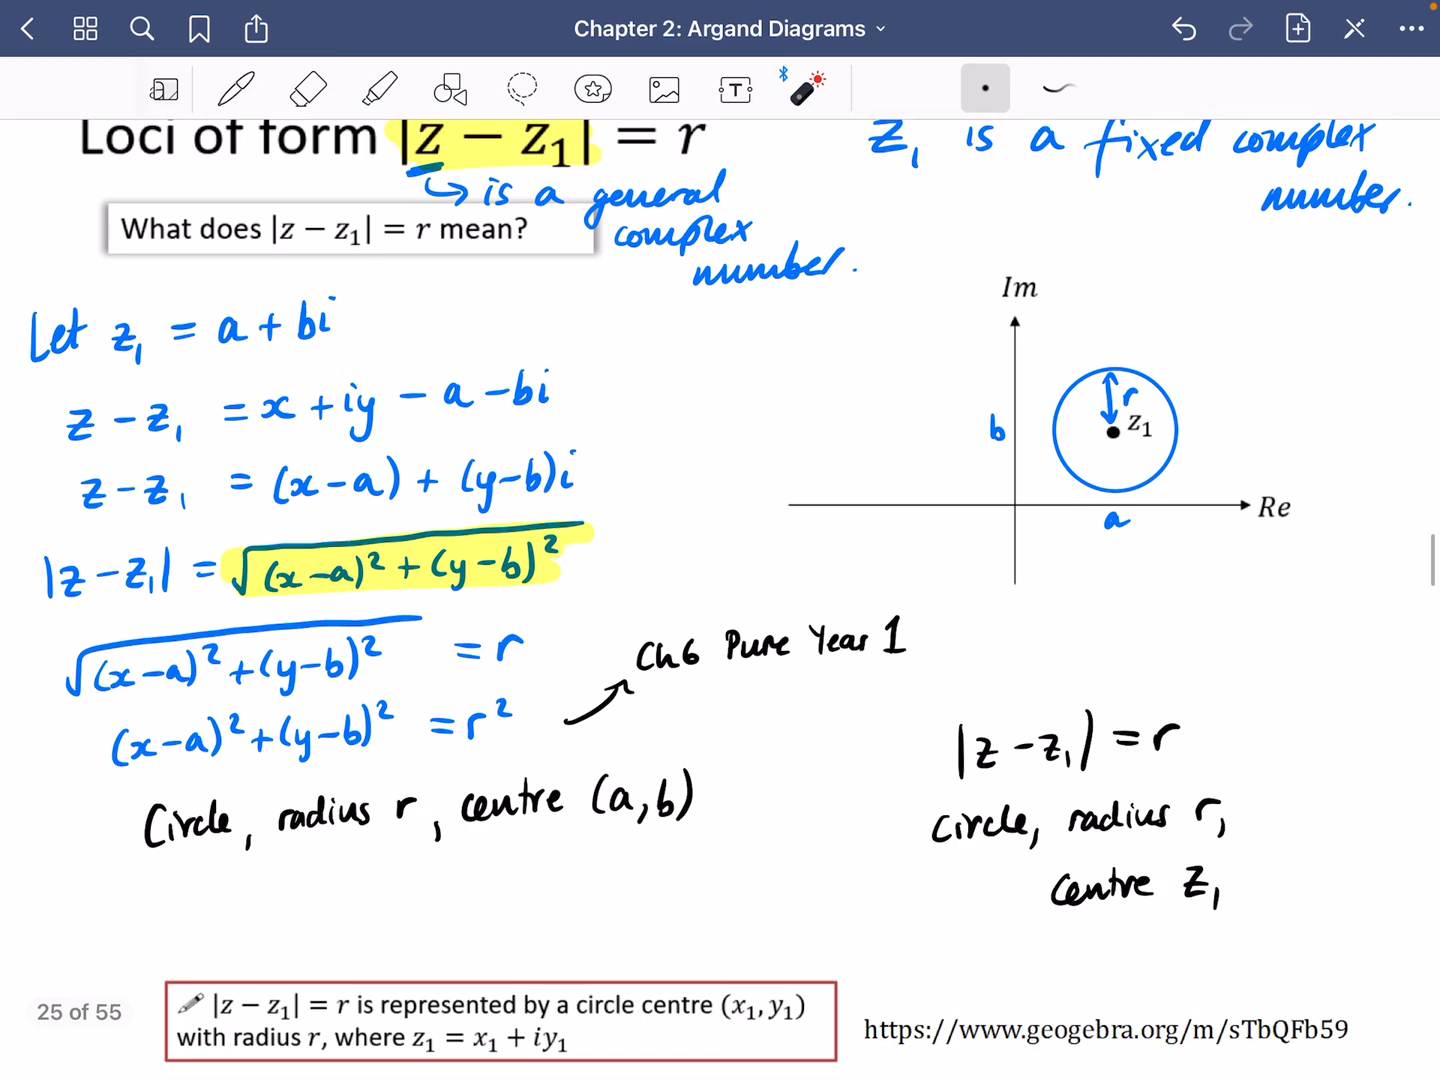 Chapter 2: Argand Diagrams
Loci of form |z − z₁| = r
z₁ is a fixed complex
number.
↪ is a general
complex
number.
What does |z − z₁| = r mean?
Let z₁ = a + bi
z − z₁ = x + iy − a − bi
z − z₁ = (x−a) + (y−b)i
|z − z₁| = √((x−a)² + (y−b)²)
√((x−a)² + (y−b)²) = r
(x−a)² + (y−b)² = r²
Ch6 Pure Year 1
Circle, radius r, centre (a,b)
Im
r
z₁
b
Re
a
|z − z₁| = r
circle, radius r,
centre z₁
25 of 55
|z − z₁| = r is represented by a circle centre (x₁, y₁)
with radius r, where z₁ = x₁ + iy₁
https://www.geogebra.org/m/sTbQFb59